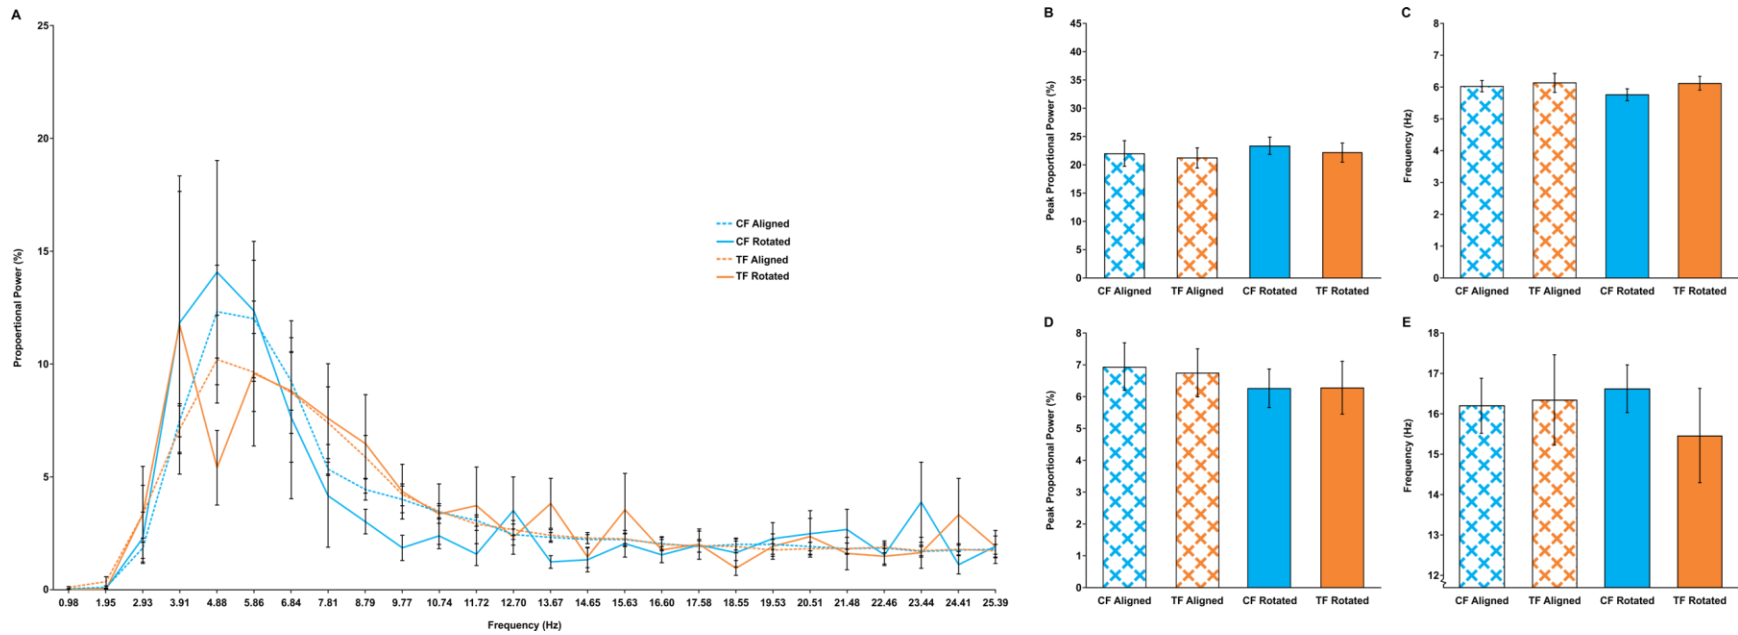 A
25
20
15
10
5
0
Propoertional Power (%)
0.98 1.95 2.93 3.91 4.88 5.86 6.84 7.81 8.79 9.77 10.74 11.72 12.70 13.67 14.65 15.63 16.60 17.58 18.55 19.53 20.51 21.48 22.46 23.44 24.41 25.39
Frequency (Hz)
CF Aligned
CF Rotated
TF Aligned
TF Rotated
B
45
40
35
30
25
20
15
10
5
0
Peak Proportional Power (%)
CF Aligned TF Aligned CF Rotated TF Rotated
C
8
7
6
5
4
3
2
1
0
Frequency (Hz)
CF Aligned TF Aligned CF Rotated TF Rotated
D
8
7
6
5
4
3
2
1
0
Peak Proportional Power (%)
CF Aligned TF Aligned CF Rotated TF Rotated
E
18
17
16
15
14
13
12
Frequency (Hz)
CF Aligned TF Aligned CF Rotated TF Rotated